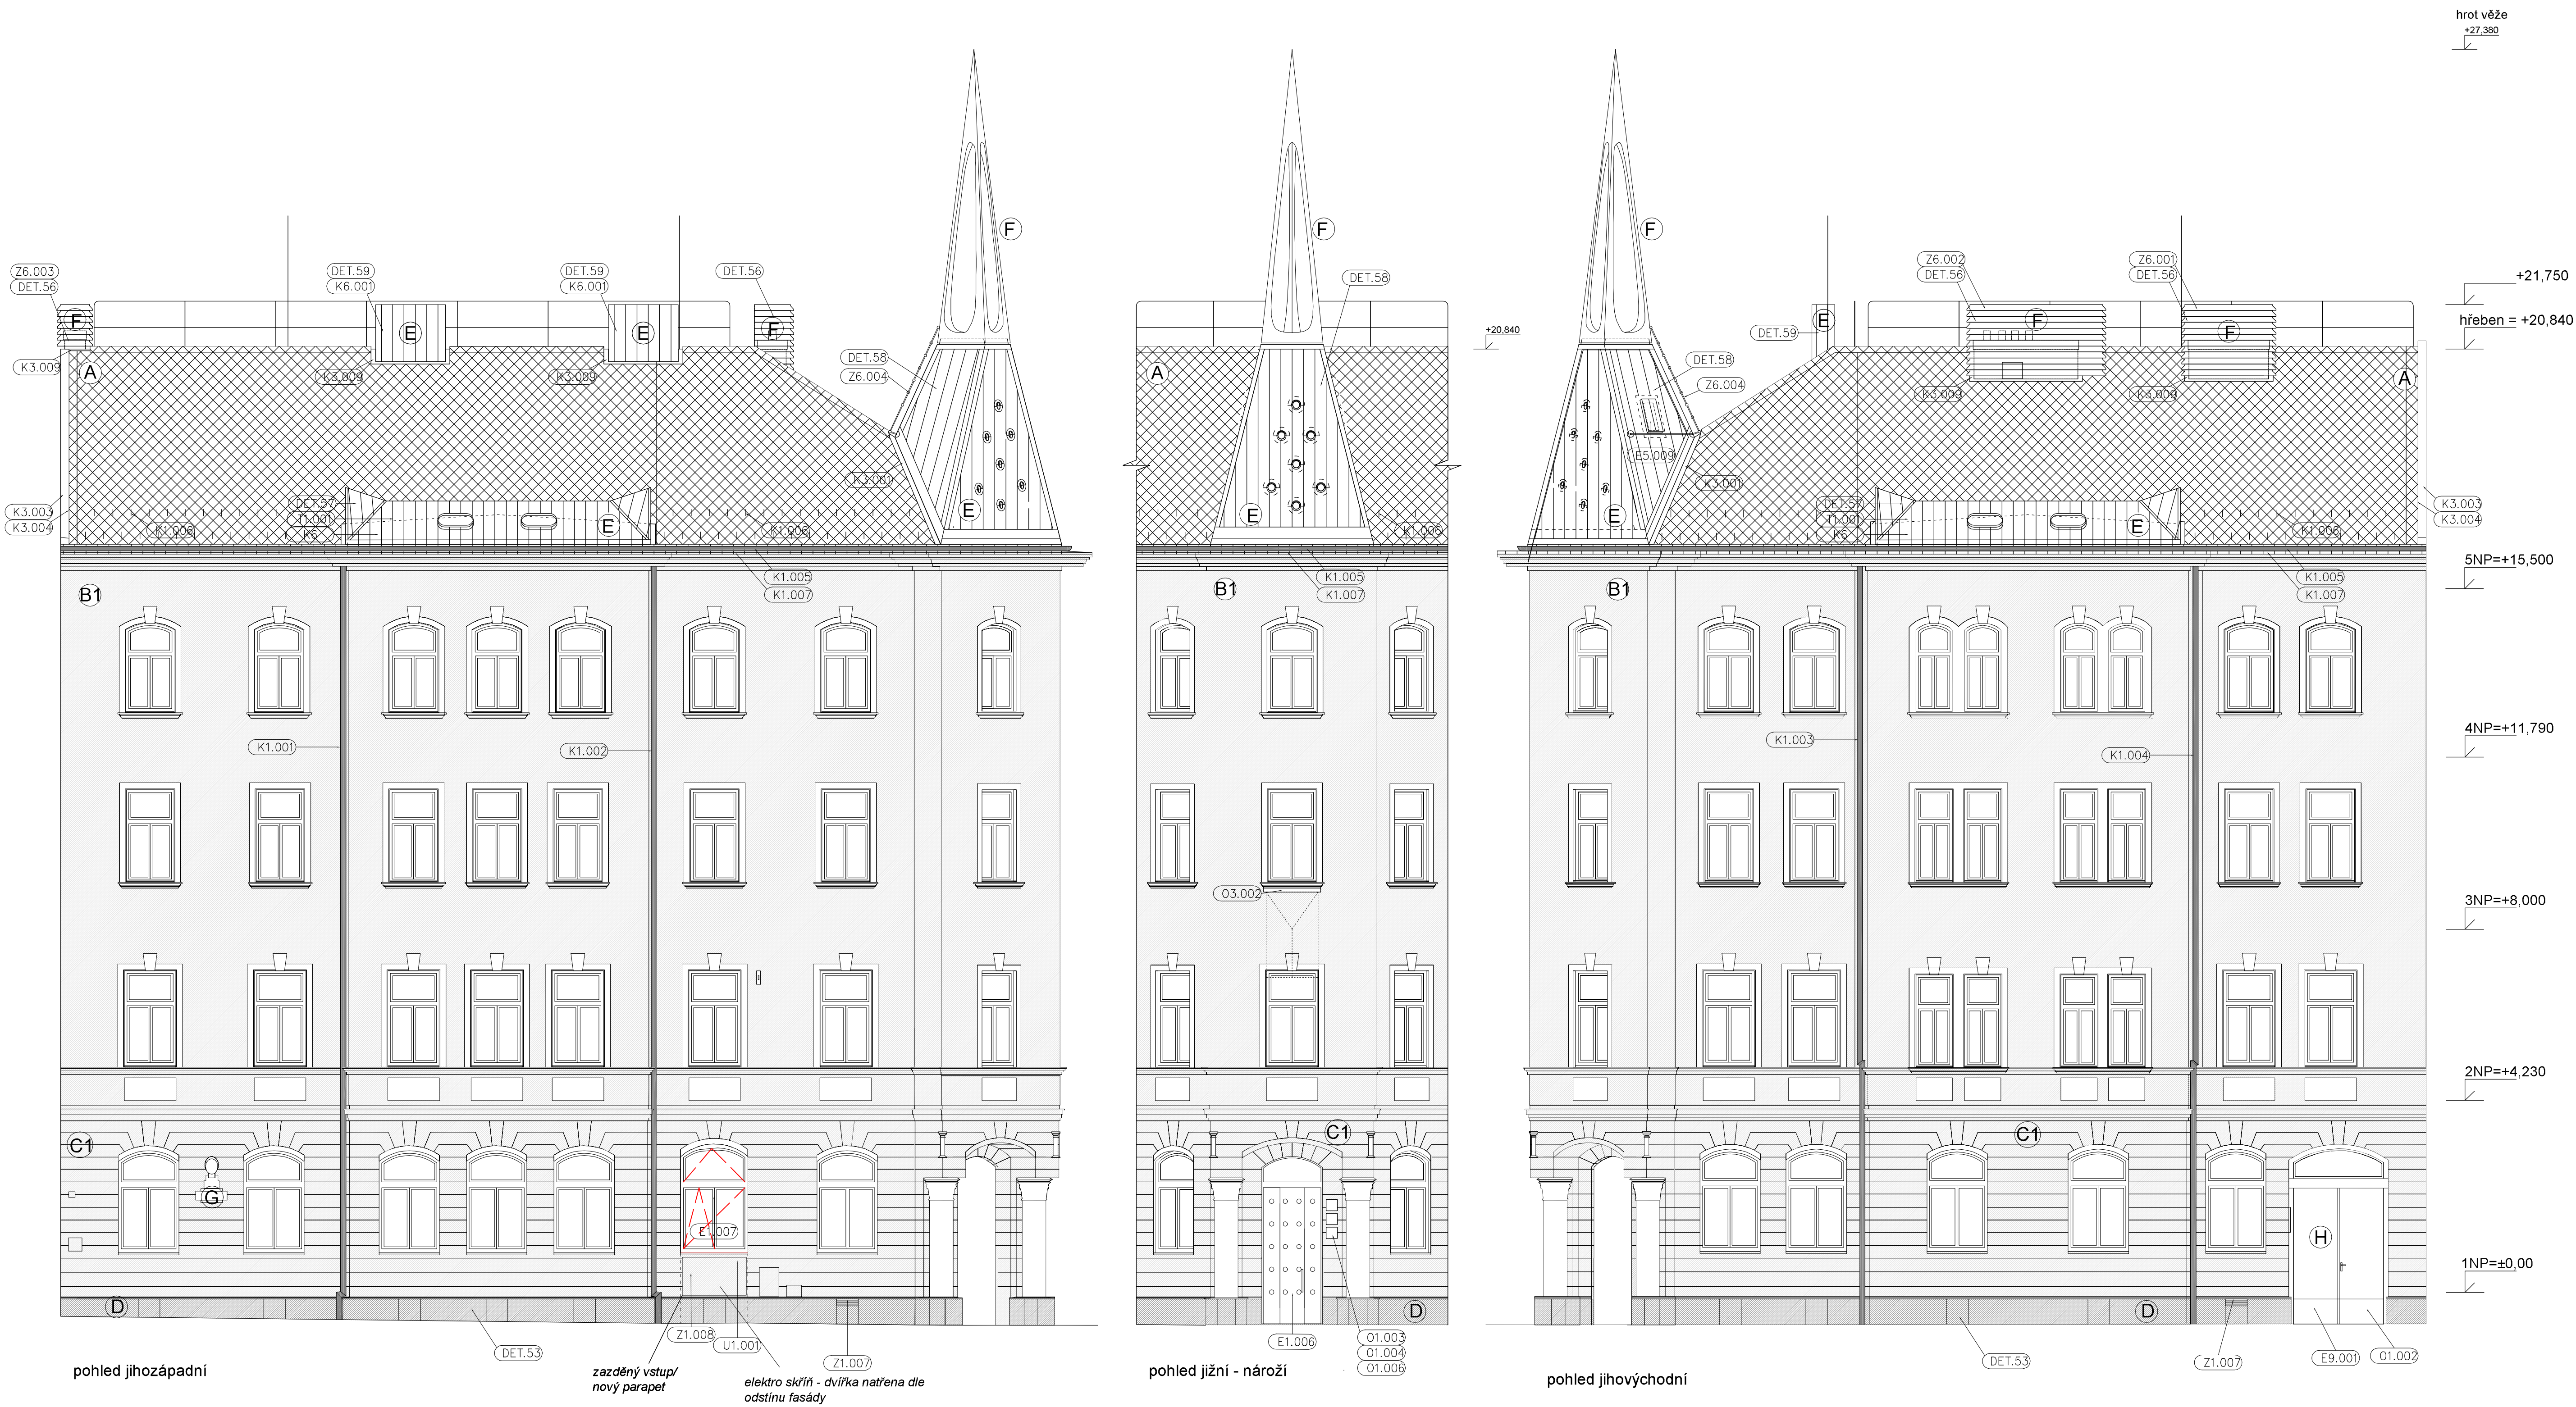 hrot věže
+27,380
F
F
F
Z6.003
DET.56
DET.59
K6.001
DET.59
K6.001
DET.56
DET.58
Z6.002
DET.56
Z6.001
DET.56
+21,750
hřeben = +20,840
+20,840
F
E
E
F
DET.59
E
F
F
DET.58
Z6.004
DET.58
Z6.004
K3.009
A
K3.009
K3.009
A
K3.009
K3.009
A
K3.001
E5.009
K3.001
K3.003
K3.004
K1.006
DET.57
T1.001
K6
E
K1.006
E
E
K1.006
E
DET.57
T1.001
K6
E
K1.006
K3.003
K3.004
5NP=+15,500
K1.005
K1.007
K1.005
K1.007
K1.005
K1.007
B1
B1
B1
4NP=+11,790
K1.001
K1.002
K1.003
K1.004
3NP=+8,000
O3.002
2NP=+4,230
C1
C1
C1
G
E1.007
H
1NP=±0,00
D
D
D
Z1.008
U1.001
DET.53
Z1.007
E1.006
O1.003
O1.004
O1.006
DET.53
Z1.007
E9.001
O1.002
pohled jihozápadní
zazděný vstup/
nový parapet
elektro skříň - dvířka natřena dle
odstínu fasády
pohled jižní - nároží
pohled jihovýchodní